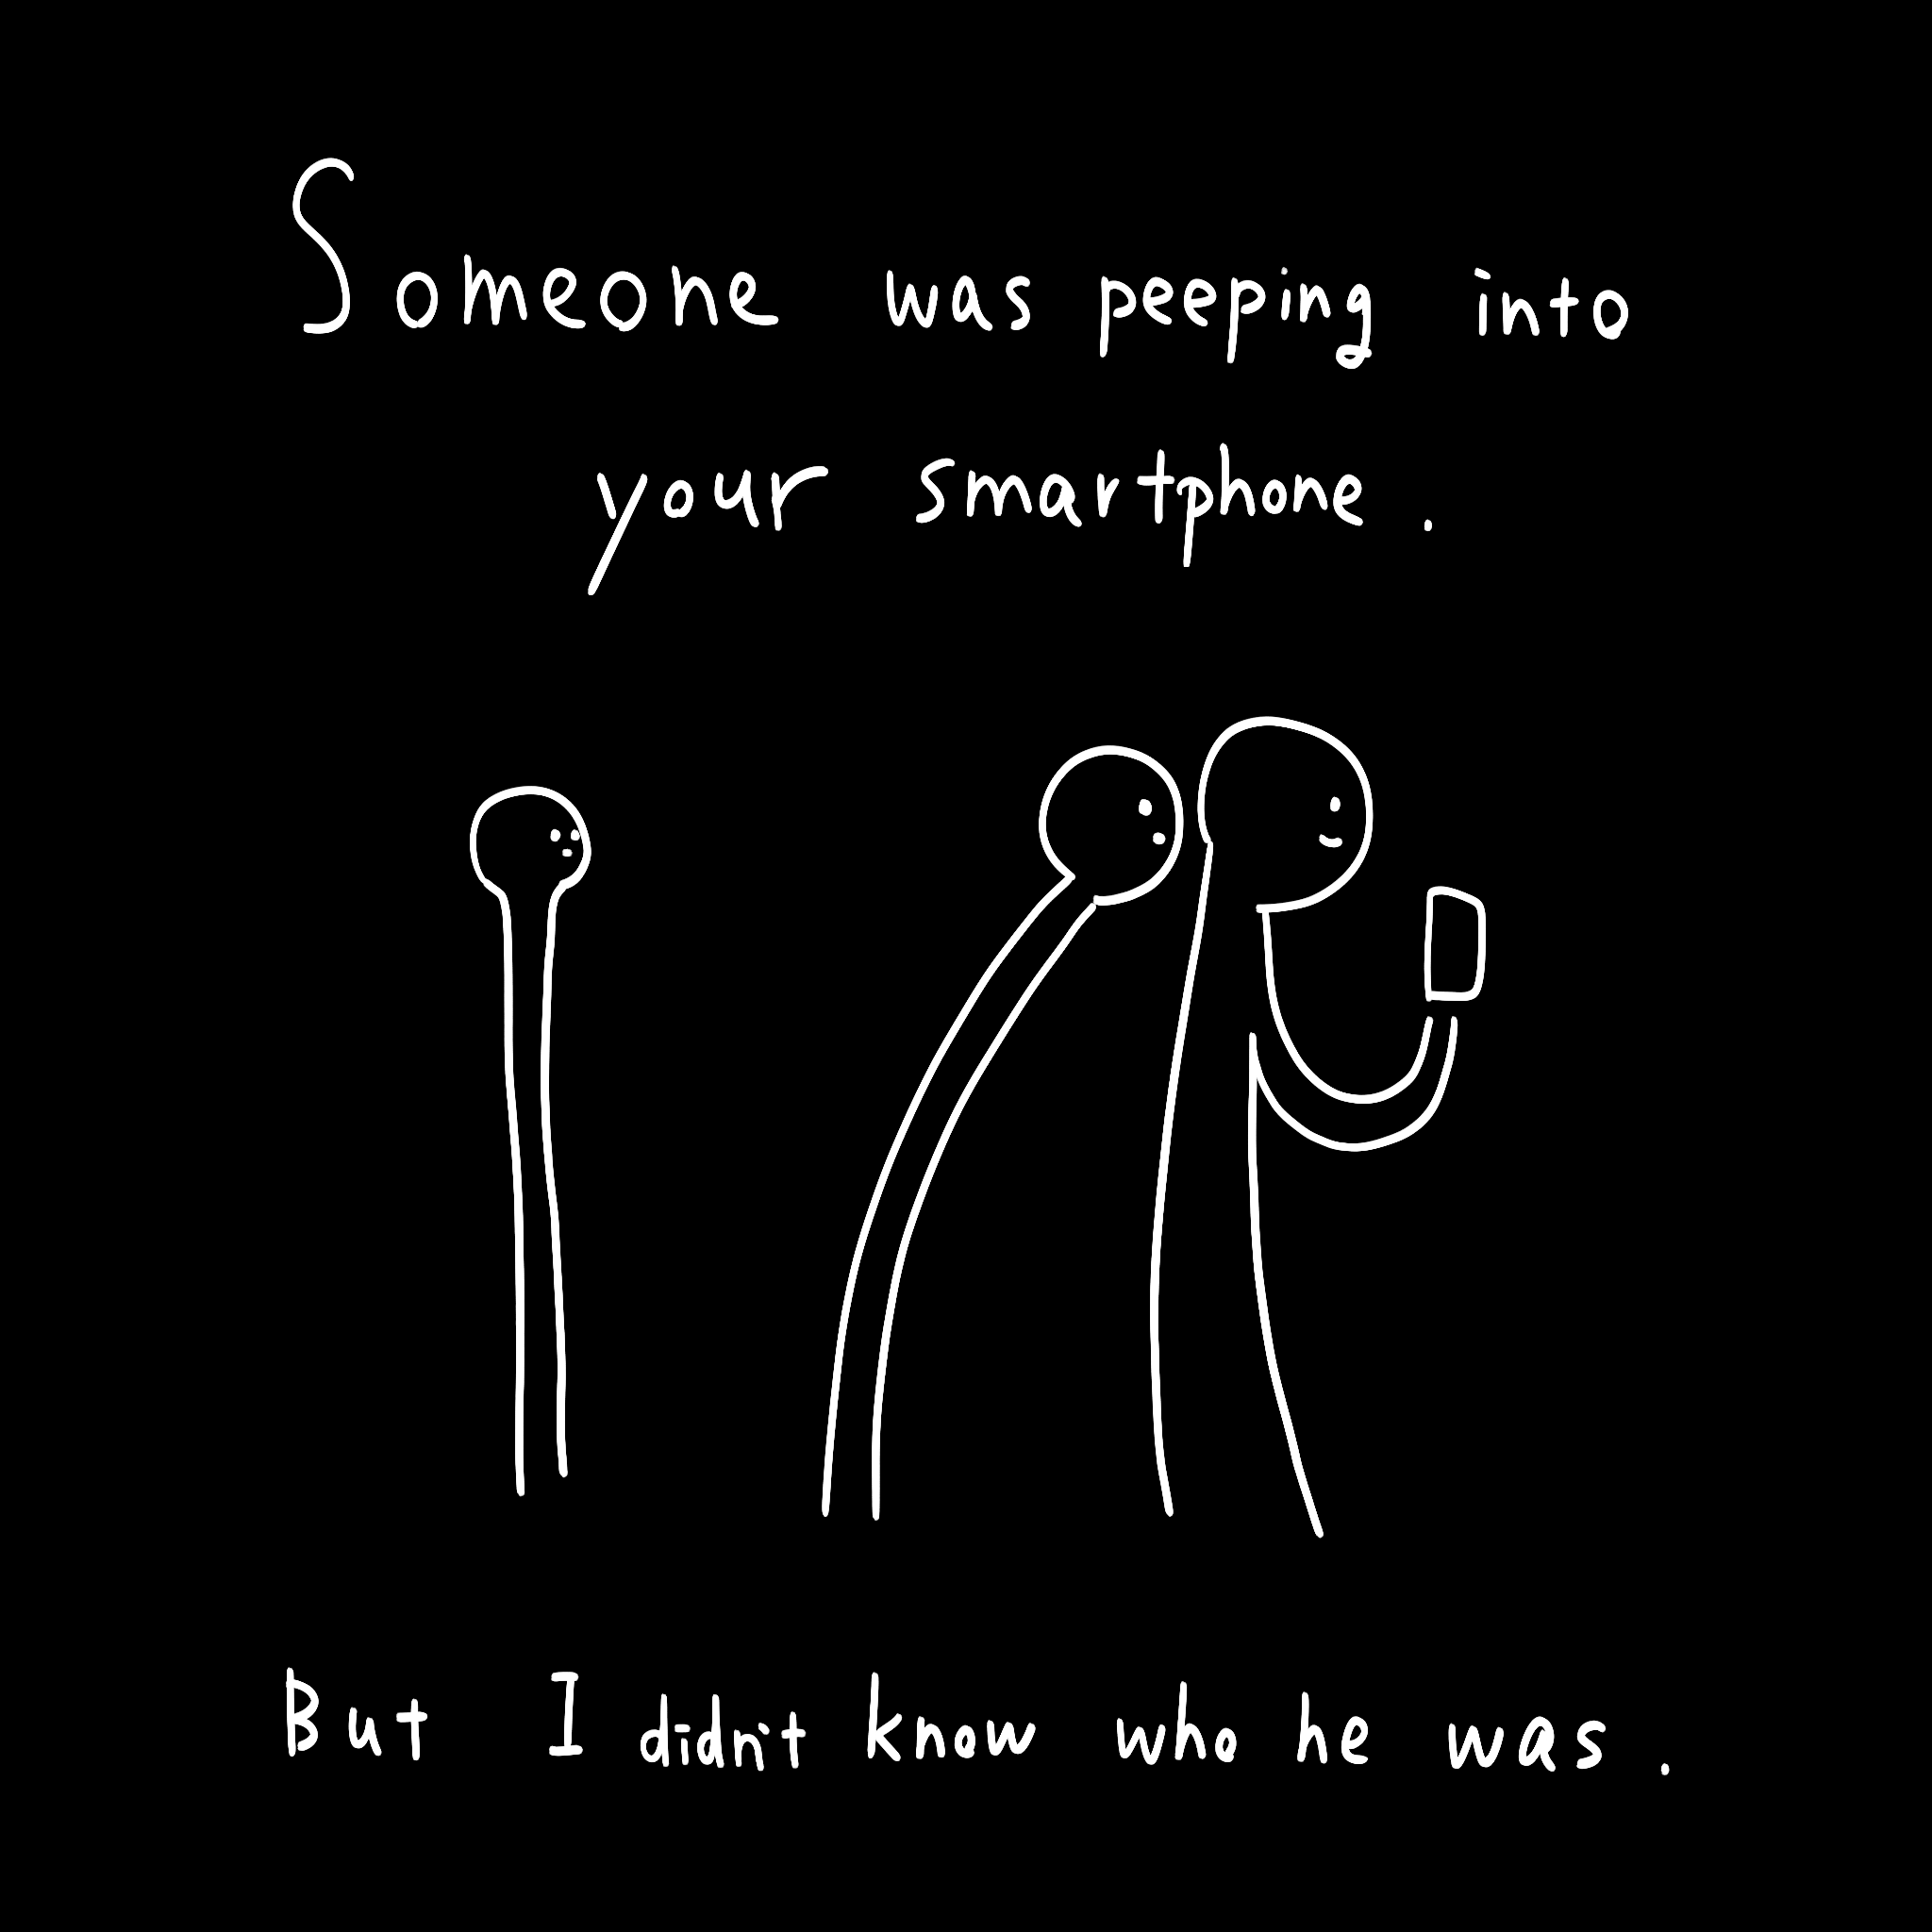 Someone was peeping into
your smartphone.
But I didn't know who he was.